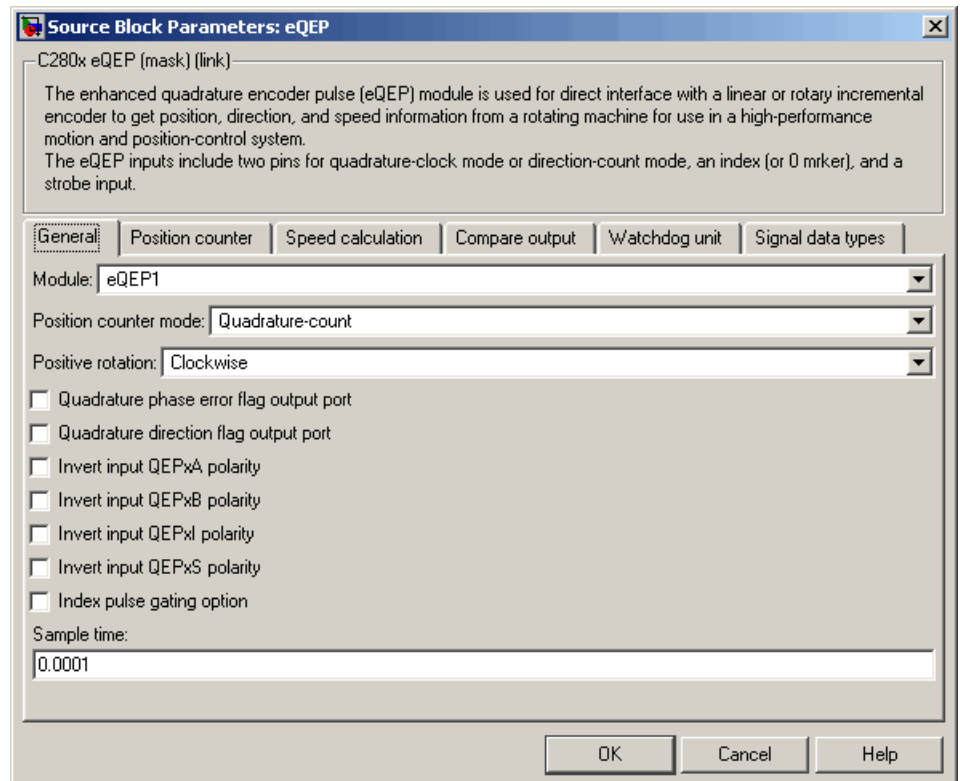 Source Block Parameters: eQEP
C280x eQEP (mask) (link)
The enhanced quadrature encoder pulse (eQEP) module is used for direct interface with a linear or rotary incremental
encoder to get position, direction, and speed information from a rotating machine for use in a high-performance
motion and position-control system.
The eQEP inputs include two pins for quadrature-clock mode or direction-count mode, an index (or 0 mrker), and a
strobe input.
General Position counter Speed calculation Compare output Watchdog unit Signal data types
Module: eQEP1
Position counter mode: Quadrature-count
Positive rotation: Clockwise
Quadrature phase error flag output port
Quadrature direction flag output port
Invert input QEPxA polarity
Invert input QEPxB polarity
Invert input QEPxI polarity
Invert input QEPxS polarity
Index pulse gating option
Sample time:
0.0001
OK Cancel Help